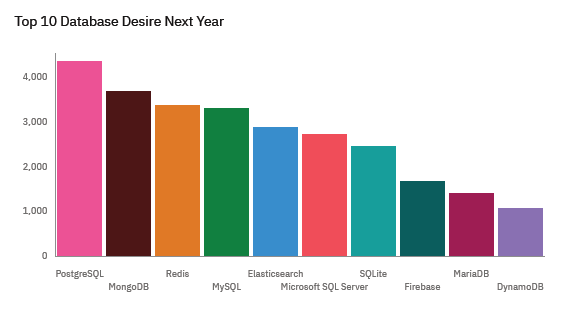 Top 10 Database Desire Next Year
4,000
3,000
2,000
1,000
0
PostgreSQL
MongoDB
Redis
MySQL
Elasticsearch
Microsoft SQL Server
SQLite
Firebase
MariaDB
DynamoDB